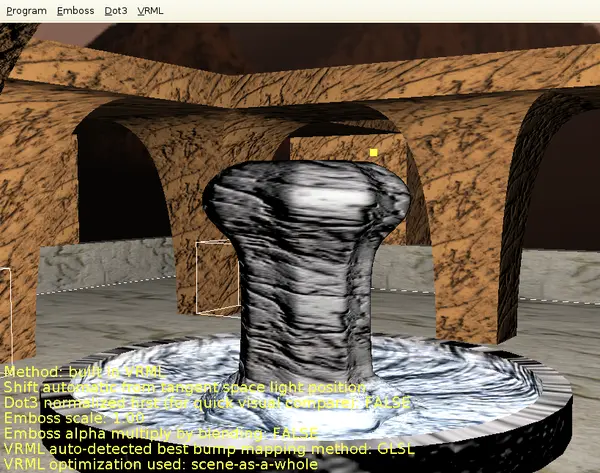 Program Emboss Dot3 VRML
Method: built in VRML
Shift automatic from tangent space light position
Dot3 normalized first (for quick visual compare): FALSE
Emboss scale: 1.00
Emboss alpha multiply by blending: FALSE
VRML auto-detected best bump mapping method: GLSL
VRML optimization used: scene-as-a-whole